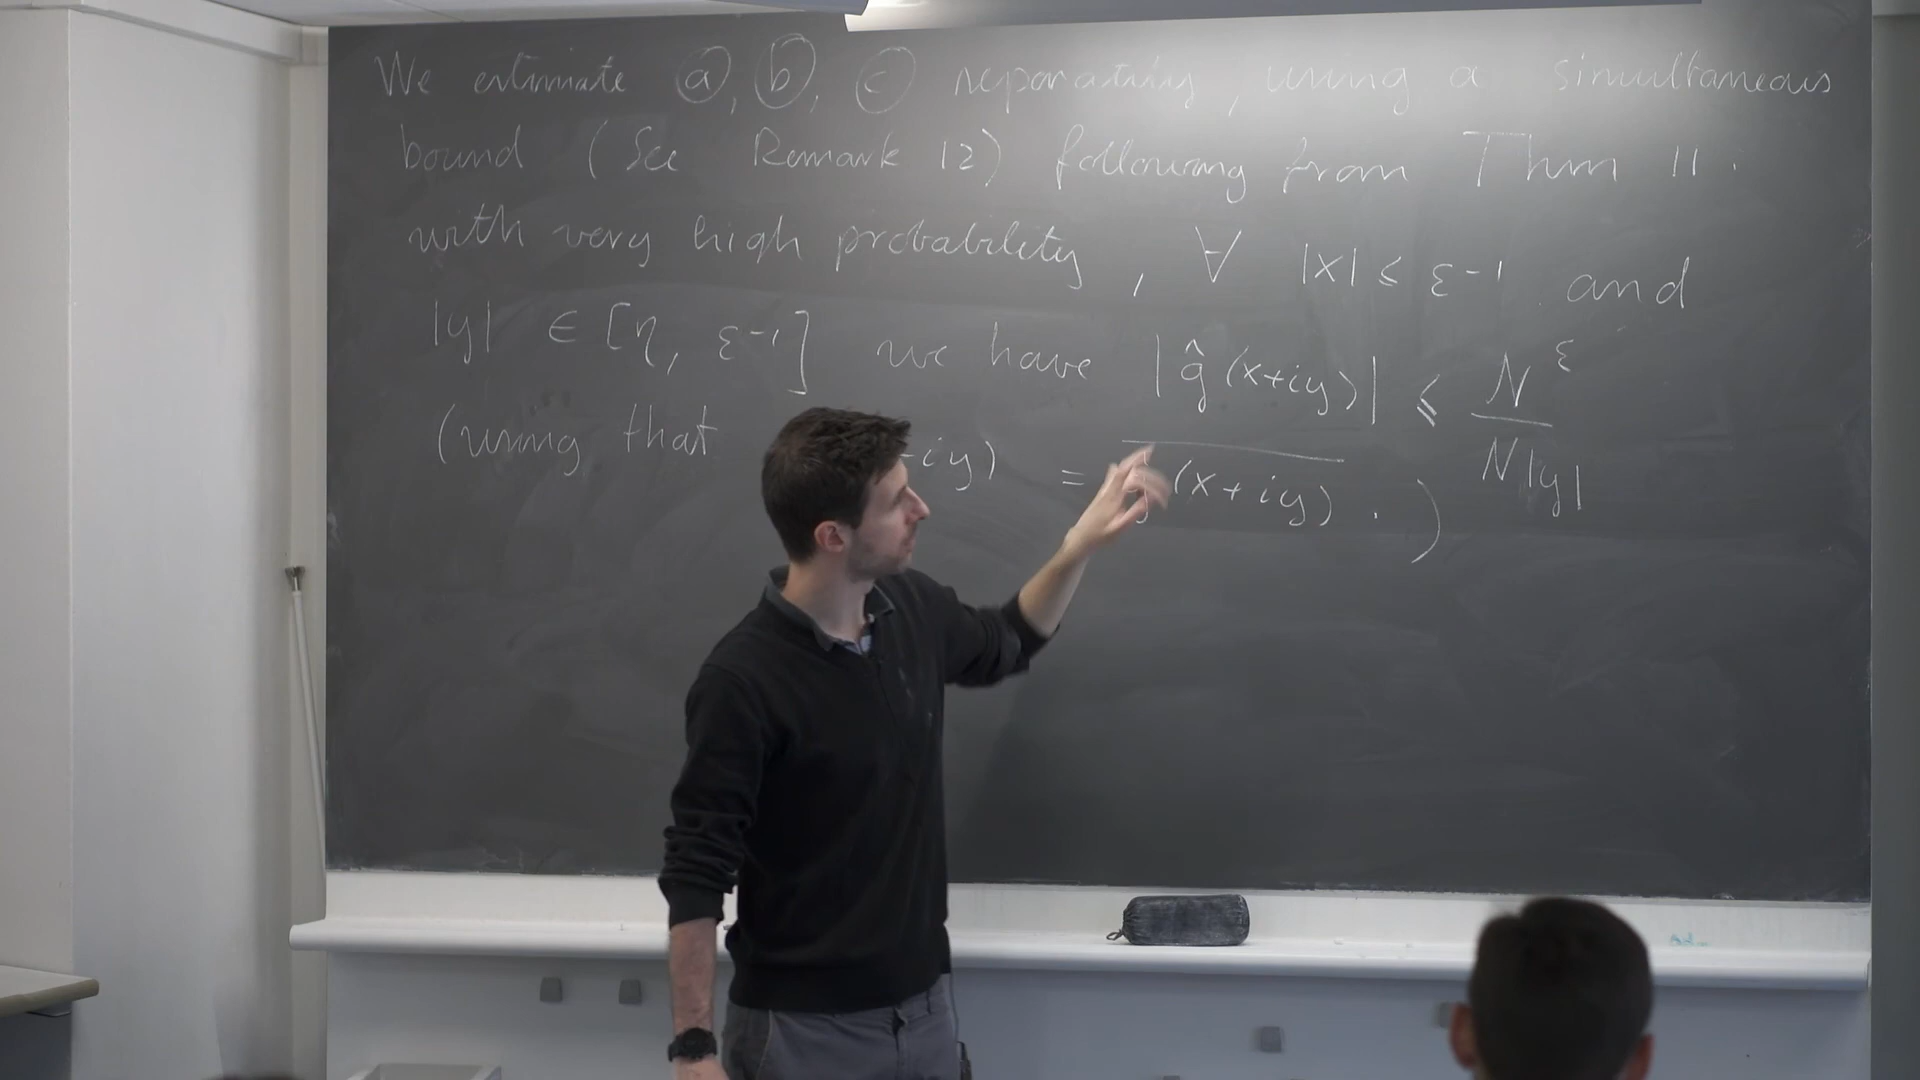 We estimate ⓐ, ⓑ, ⓒ separately, using a simultaneous
bound (See Remark 12) following from Thm 11:
with very high probability, ∀ |x| ≤ ε⁻¹ and
|y| ∈ [η, ε⁻¹] we have |ĝ(x+iy)| ≤ N^ε / N|y|
(using that -iy) = (x+iy).)